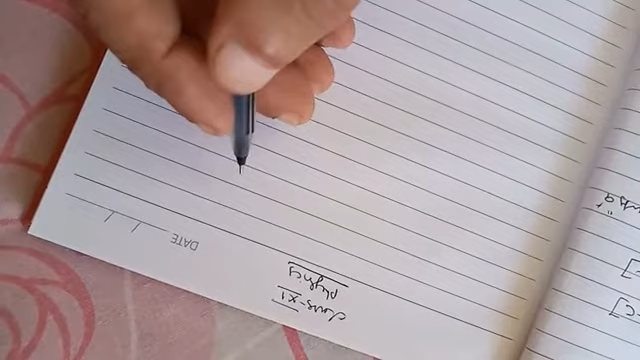 class-XI
physics
DATE / /